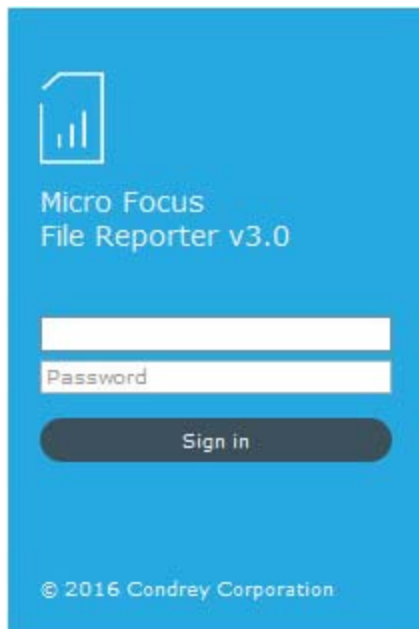 Micro Focus
File Reporter v3.0
Password
Sign in
© 2016 Condrey Corporation